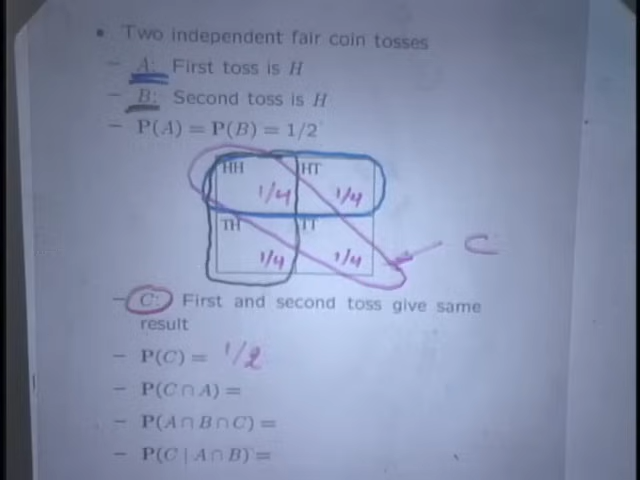 • Two independent fair coin tosses
– A: First toss is H
– B: Second toss is H
– P(A) = P(B) = 1/2
HH HT
1/4 1/4
TH TT
1/4 1/4
C
– C: First and second toss give same
result
– P(C) = 1/2
– P(C ∩ A) =
– P(A ∩ B ∩ C) =
– P(C | A ∩ B) =